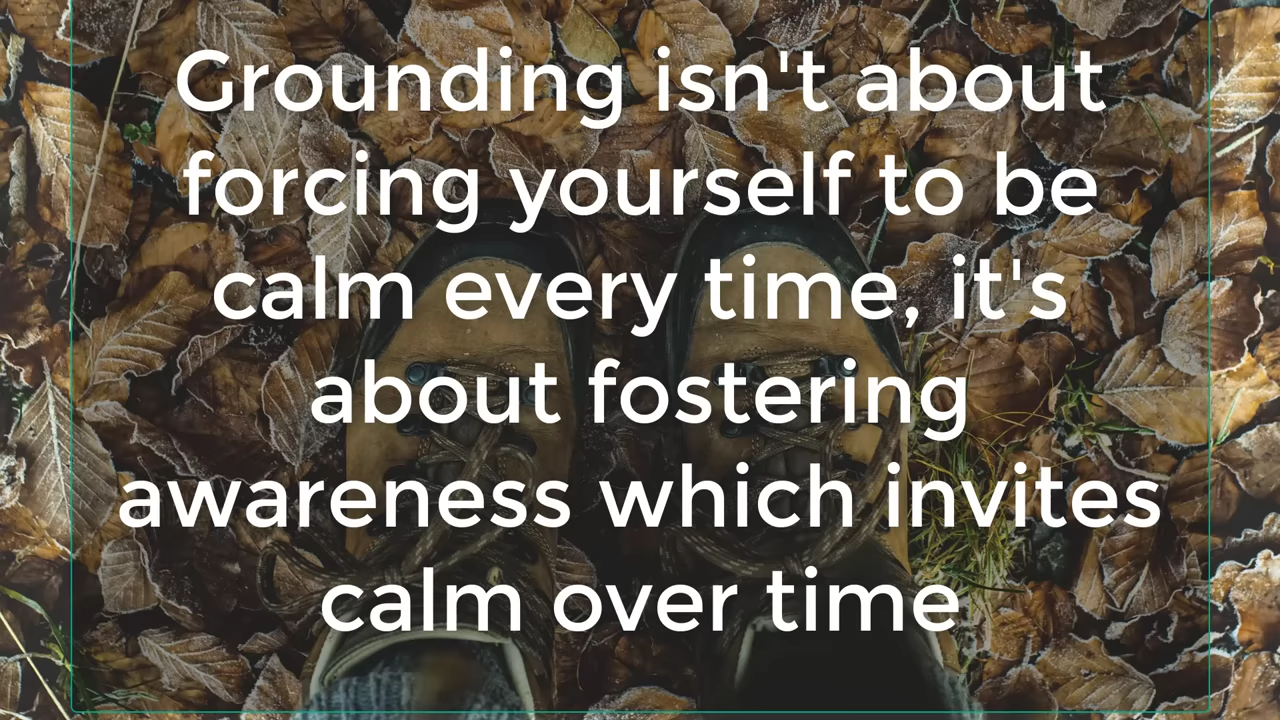 Grounding isn't about
forcing yourself to be
calm every time, it's
about fostering
awareness which invites
calm over time